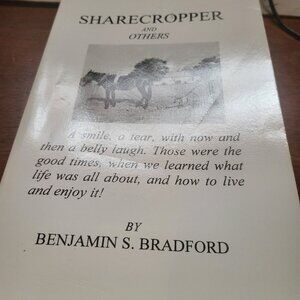 SHARECROPPER
AND
OTHERS
A smile, a tear, with now and
then a belly laugh. Those were the
good times, when we learned what
life was all about, and how to live
and enjoy it!
BY
BENJAMIN S. BRADFORD